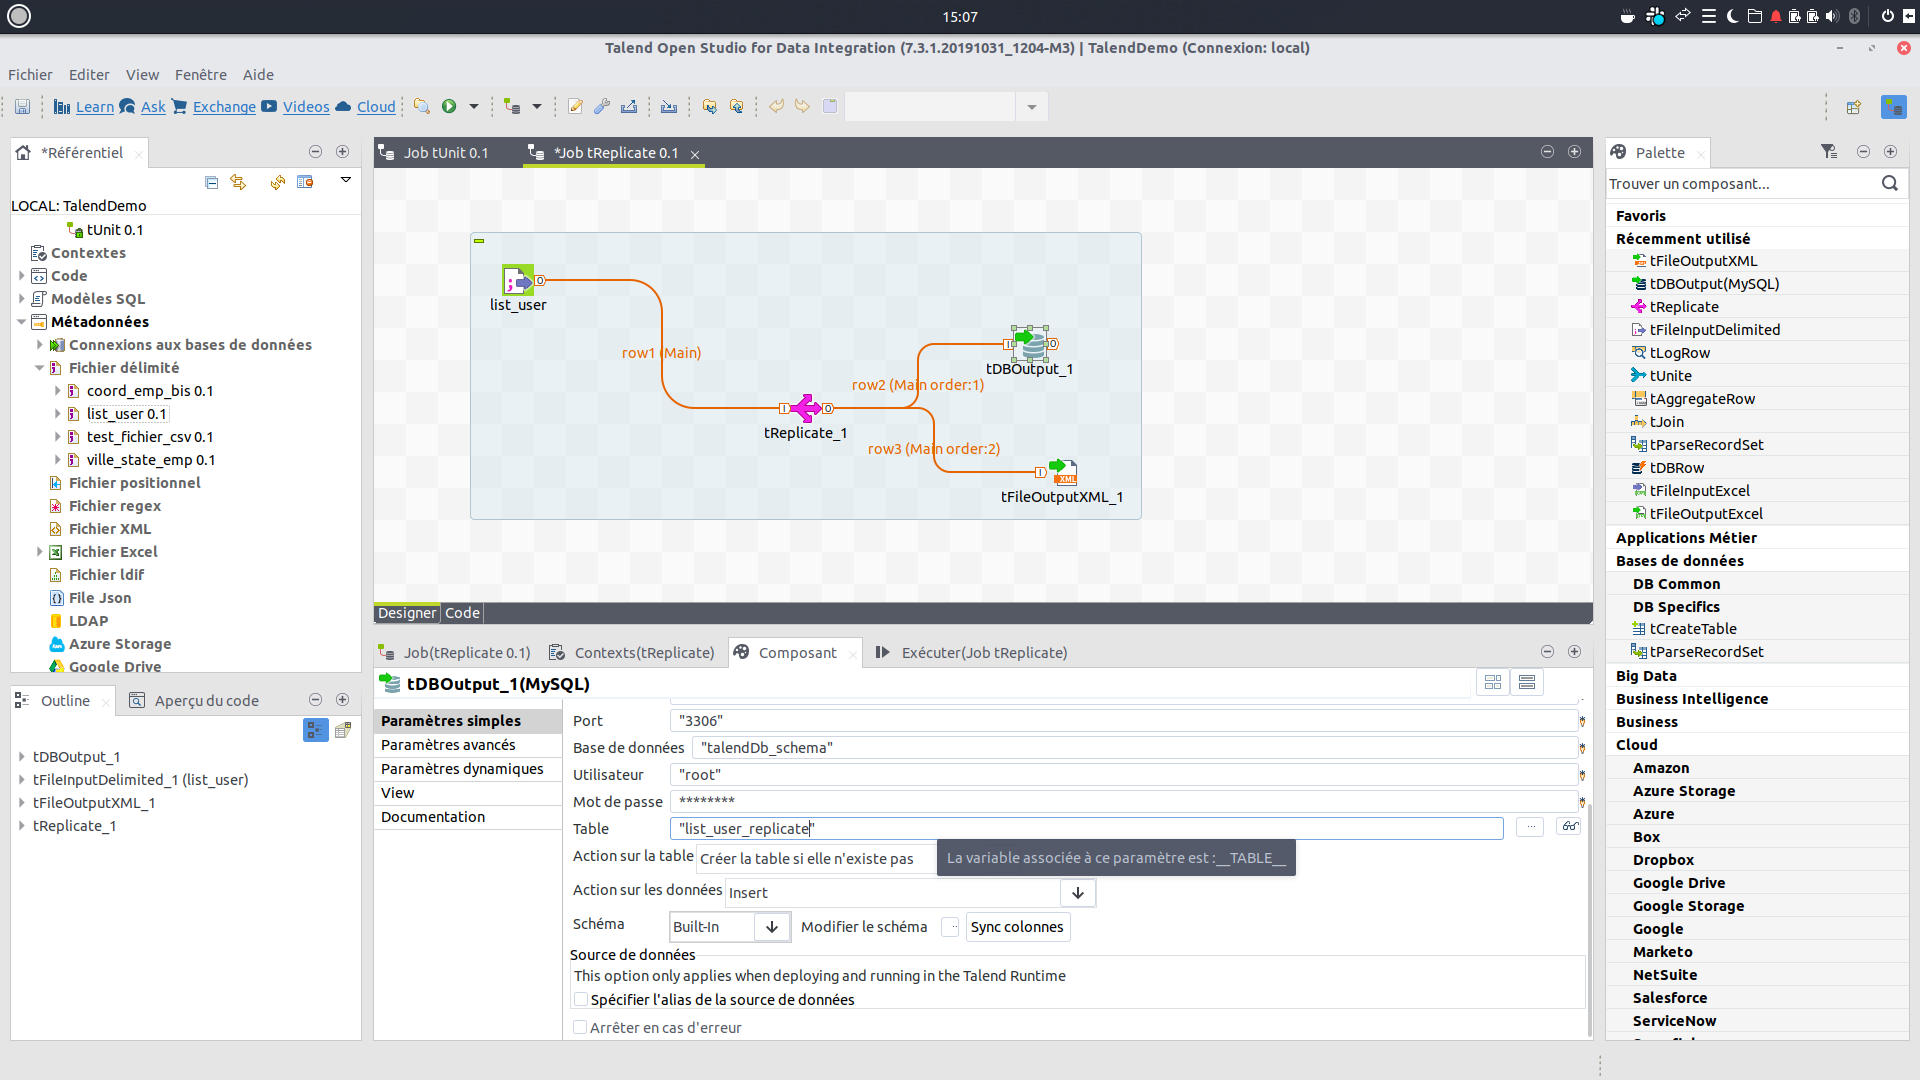 15:07
Talend Open Studio for Data Integration (7.3.1.20191031_1204-M3) | TalendDemo (Connexion: local)
Fichier Editer View Fenêtre Aide
Learn Ask Exchange Videos Cloud
*Référentiel
LOCAL: TalendDemo
tUnit 0.1
Contextes
Code
Modèles SQL
Métadonnées
Connexions aux bases de données
Fichier délimité
coord_emp_bis 0.1
list_user 0.1
test_fichier_csv 0.1
ville_state_emp 0.1
Fichier positionnel
Fichier regex
Fichier XML
Fichier Excel
Fichier ldif
File Json
LDAP
Azure Storage
Google Drive
Outline Aperçu du code
tDBOutput_1
tFileInputDelimited_1 (list_user)
tFileOutputXML_1
tReplicate_1
Job tUnit 0.1 *Job tReplicate 0.1
list_user
row1 (Main)
tDBOutput_1
row2 (Main order:1)
tReplicate_1
row3 (Main order:2)
XML
tFileOutputXML_1
Designer Code
Job(tReplicate 0.1) Contexts(tReplicate) Composant Exécuter(Job tReplicate)
tDBOutput_1(MySQL)
Paramètres simples
Paramètres avancés
Paramètres dynamiques
View
Documentation
Port "3306"
Base de données "talendDb_schema"
Utilisateur "root"
Mot de passe ********
Table "list_user_replicate" ...
Action sur la table Créer la table si elle n'existe pas
La variable associée à ce paramètre est :__TABLE__
Action sur les données Insert
Schéma Built-In Modifier le schéma Sync colonnes
Source de données
This option only applies when deploying and running in the Talend Runtime
Spécifier l'alias de la source de données
Arrêter en cas d'erreur
Palette
Trouver un composant...
Favoris
Récemment utilisé
tFileOutputXML
tDBOutput(MySQL)
tReplicate
tFileInputDelimited
tLogRow
tUnite
tAggregateRow
tJoin
tParseRecordSet
tDBRow
tFileInputExcel
tFileOutputExcel
Applications Métier
Bases de données
DB Common
DB Specifics
tCreateTable
tParseRecordSet
Big Data
Business Intelligence
Business
Cloud
Amazon
Azure Storage
Azure
Box
Dropbox
Google Drive
Google Storage
Google
Marketo
NetSuite
Salesforce
ServiceNow